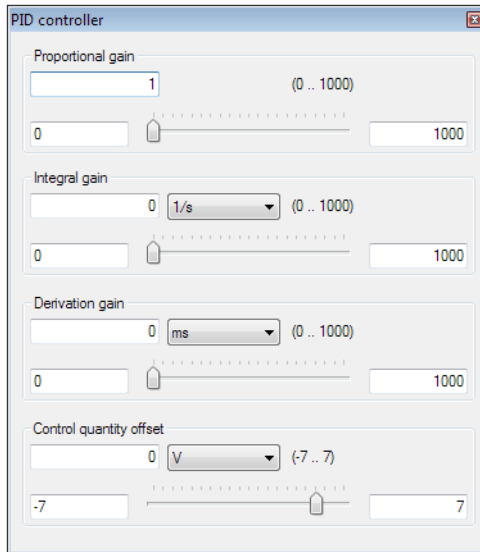 PID controller
Proportional gain
1 (0 .. 1000)
0 1000
Integral gain
0 1/s (0 .. 1000)
0 1000
Derivation gain
0 ms (0 .. 1000)
0 1000
Control quantity offset
0 V (-7 .. 7)
-7 7